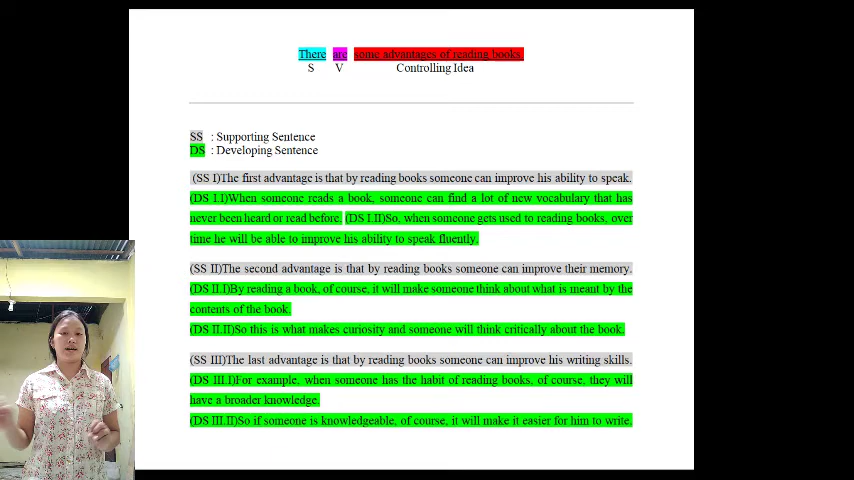 There are some advantages of reading books.
S V Controlling Idea
SS : Supporting Sentence
DS : Developing Sentence
(SS I)The first advantage is that by reading books someone can improve his ability to speak.
(DS I.I)When someone reads a book, someone can find a lot of new vocabulary that has
never been heard or read before. (DS I.II)So, when someone gets used to reading books, over
time he will be able to improve his ability to speak fluently.
(SS II)The second advantage is that by reading books someone can improve their memory.
(DS II.I)By reading a book, of course, it will make someone think about what is meant by the
contents of the book.
(DS II.II)So this is what makes curiosity and someone will think critically about the book.
(SS III)The last advantage is that by reading books someone can improve his writing skills.
(DS III.I)For example, when someone has the habit of reading books, of course, they will
have a broader knowledge.
(DS III.II)So if someone is knowledgeable, of course, it will make it easier for him to write.